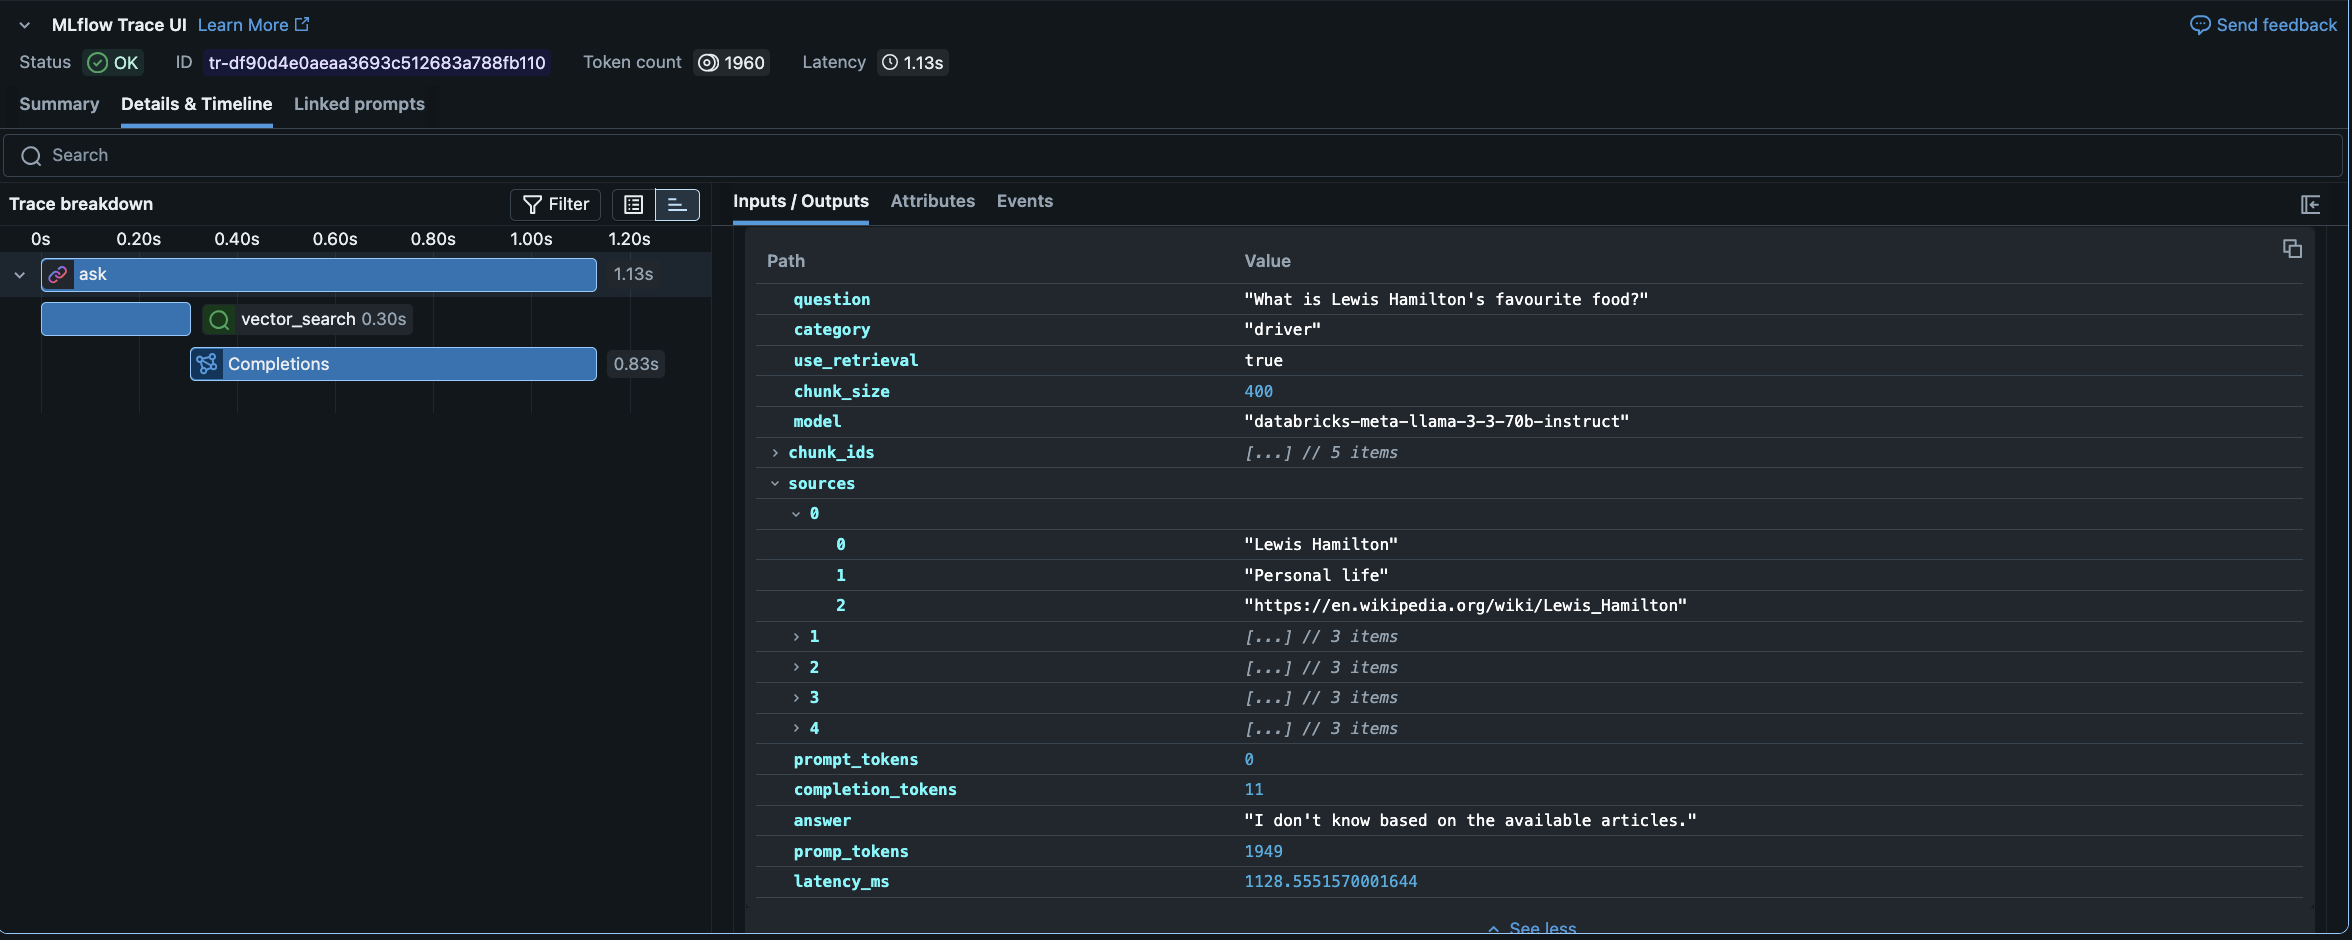 MLflow Trace UI Learn More Send feedback
Status OK ID tr-df90d4e0aeaa3693c512683a788fb110 Token count 1960 Latency 1.13s
Summary Details & Timeline Linked prompts
Search
Trace breakdown Filter
0s 0.20s 0.40s 0.60s 0.80s 1.00s 1.20s
ask 1.13s
vector_search 0.30s
Completions 0.83s
Inputs / Outputs Attributes Events
Path Value
question "What is Lewis Hamilton's favourite food?"
category "driver"
use_retrieval true
chunk_size 400
model "databricks-meta-llama-3-3-70b-instruct"
chunk_ids [...] // 5 items
sources
0
0 "Lewis Hamilton"
1 "Personal life"
2 "https://en.wikipedia.org/wiki/Lewis_Hamilton"
1 [...] // 3 items
2 [...] // 3 items
3 [...] // 3 items
4 [...] // 3 items
prompt_tokens 0
completion_tokens 11
answer "I don't know based on the available articles."
promp_tokens 1949
latency_ms 1128.5551570001644
See less